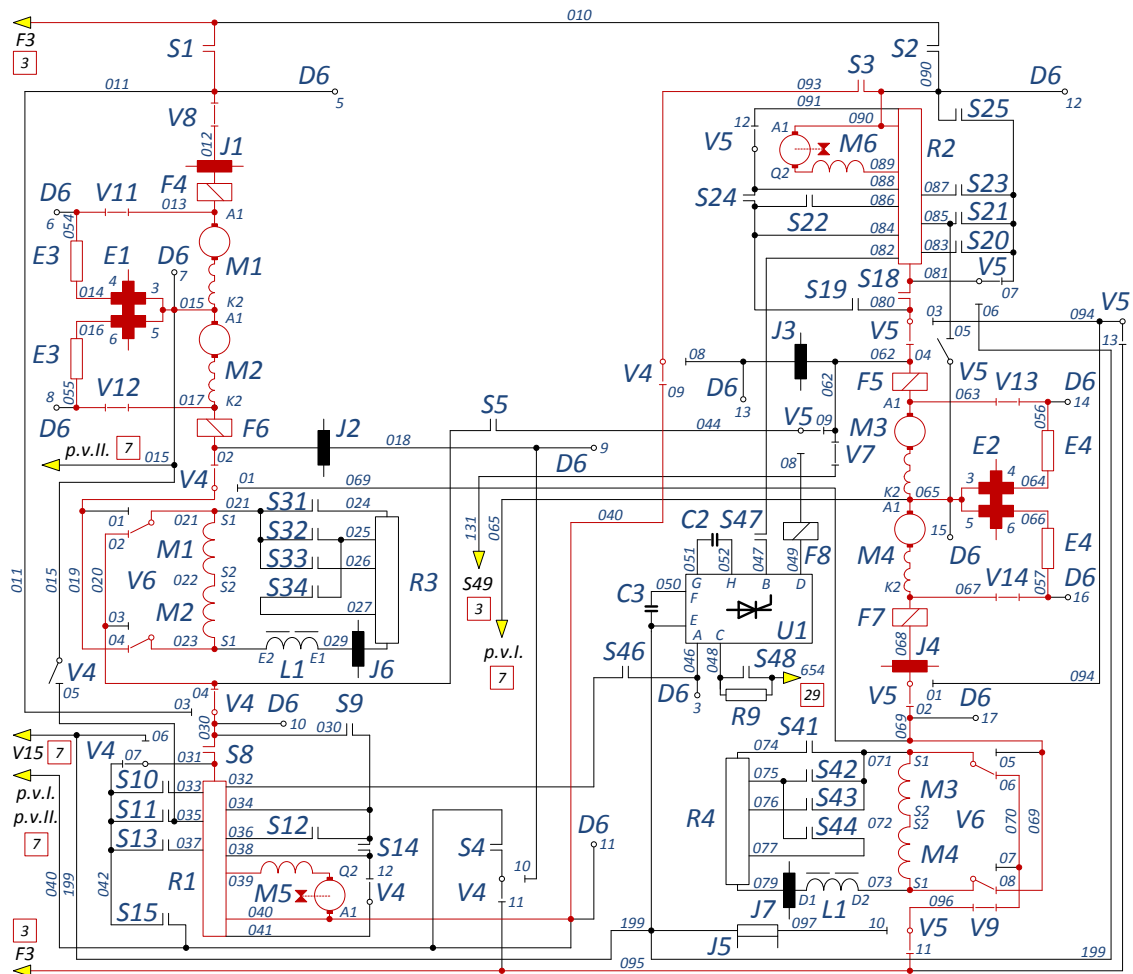 010
F3
3
S1
S2
090
S3
093
011
D6
5
D6
12
V8
012
J1
F4
091
12
V5
090
A1
M6
Q2
089
088
S24
086
S22
084
082
R2
S25
087
S23
085
S21
083
S20
081
V5
07
D6
6
V11
013
A1
054
E3
E1
D6
7
4
3
014
015
016
6
5
M1
K2
A1
M2
E3
055
V12
8
017
K2
D6
S18
S19
080
06
03
094
V5
13
05
V5
J3
V4
08
09
D6
13
062
04
V5
062
F5
V13
063
D6
14
A1
056
M3
E2
E4
F6
J2
018
S5
044
V5
09
V7
08
D6
9
p.v.II.
7
015
02
V4
01
069
3
4
064
K2
065
A1
5
6
066
15
D6
M4
E4
K2
067
V14
057
D6
16
01
02
021
S1
021
S31
024
S32
025
S33
026
S34
027
R3
M1
022
S2
S2
M2
V6
019
020
03
04
023
S1
L1
E2
E1
029
J6
131
065
S49
3
p.v.I.
7
040
C2
S47
051
052
047
049
F8
050
G
H
B
D
F
E
A
C
U1
C3
046
048
S46
S48
654
29
R9
D6
3
F7
068
J4
V5
01
02
094
D6
17
069
011
015
V4
05
03
04
V4
030
D6
10
S9
030
V15
7
06
V4
07
S8
031
032
p.v.I.
p.v.II.
7
S10
033
034
S11
035
036
S12
S13
037
038
S14
039
M5
Q2
A1
12
V4
R1
040
041
042
S15
040
199
S4
10
V4
11
D6
11
S41
074
071
S1
S42
075
S43
076
S44
077
R4
072
M3
S2
S2
M4
V6
05
06
070
069
07
08
079
D1
L1
D2
073
S1
J7
097
10
J5
199
096
V5
V9
11
199
3
F3
095